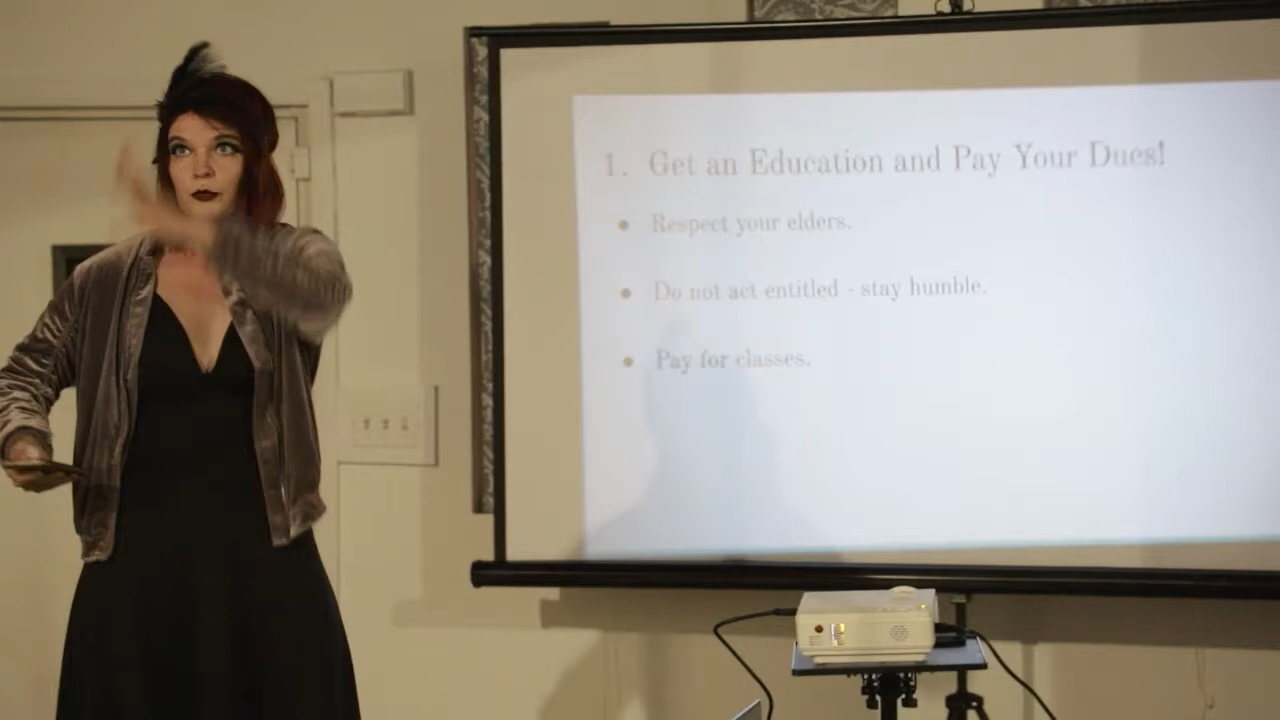 1. Get an Education and Pay Your Dues!
● Respect your elders.
● Do not act entitled - stay humble.
● Pay for classes.